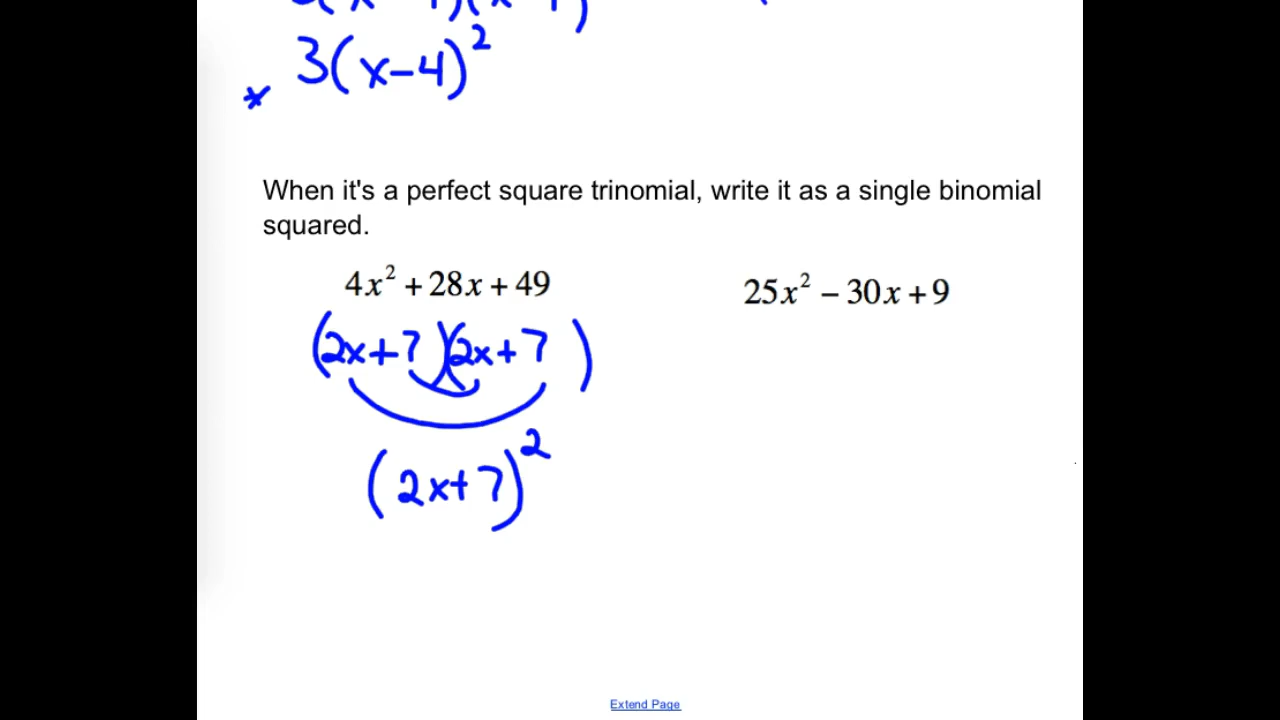 3(x-4)²
*
When it's a perfect square trinomial, write it as a single binomial
squared.
4x² + 28x + 49
25x² − 30x + 9
(2x+7)(2x+7)
(2x+7)²
Extend Page